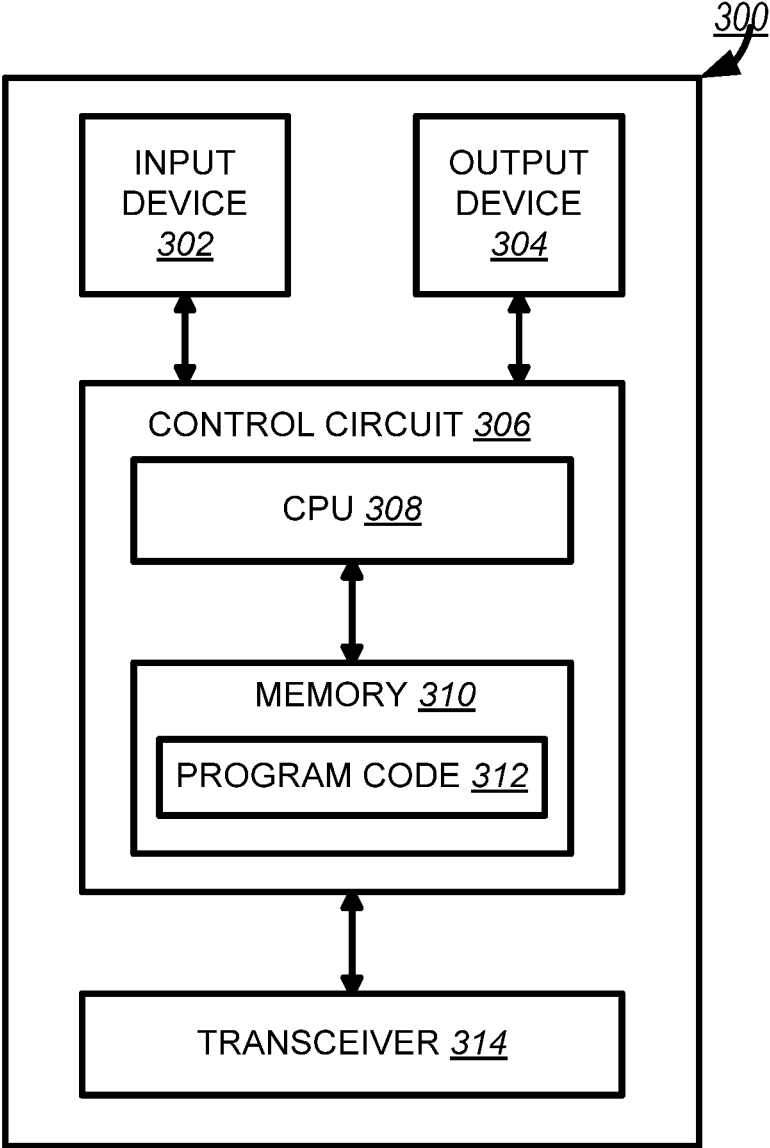 300
INPUT
DEVICE
302
OUTPUT
DEVICE
304
CONTROL CIRCUIT 306
CPU 308
MEMORY 310
PROGRAM CODE 312
TRANSCEIVER 314